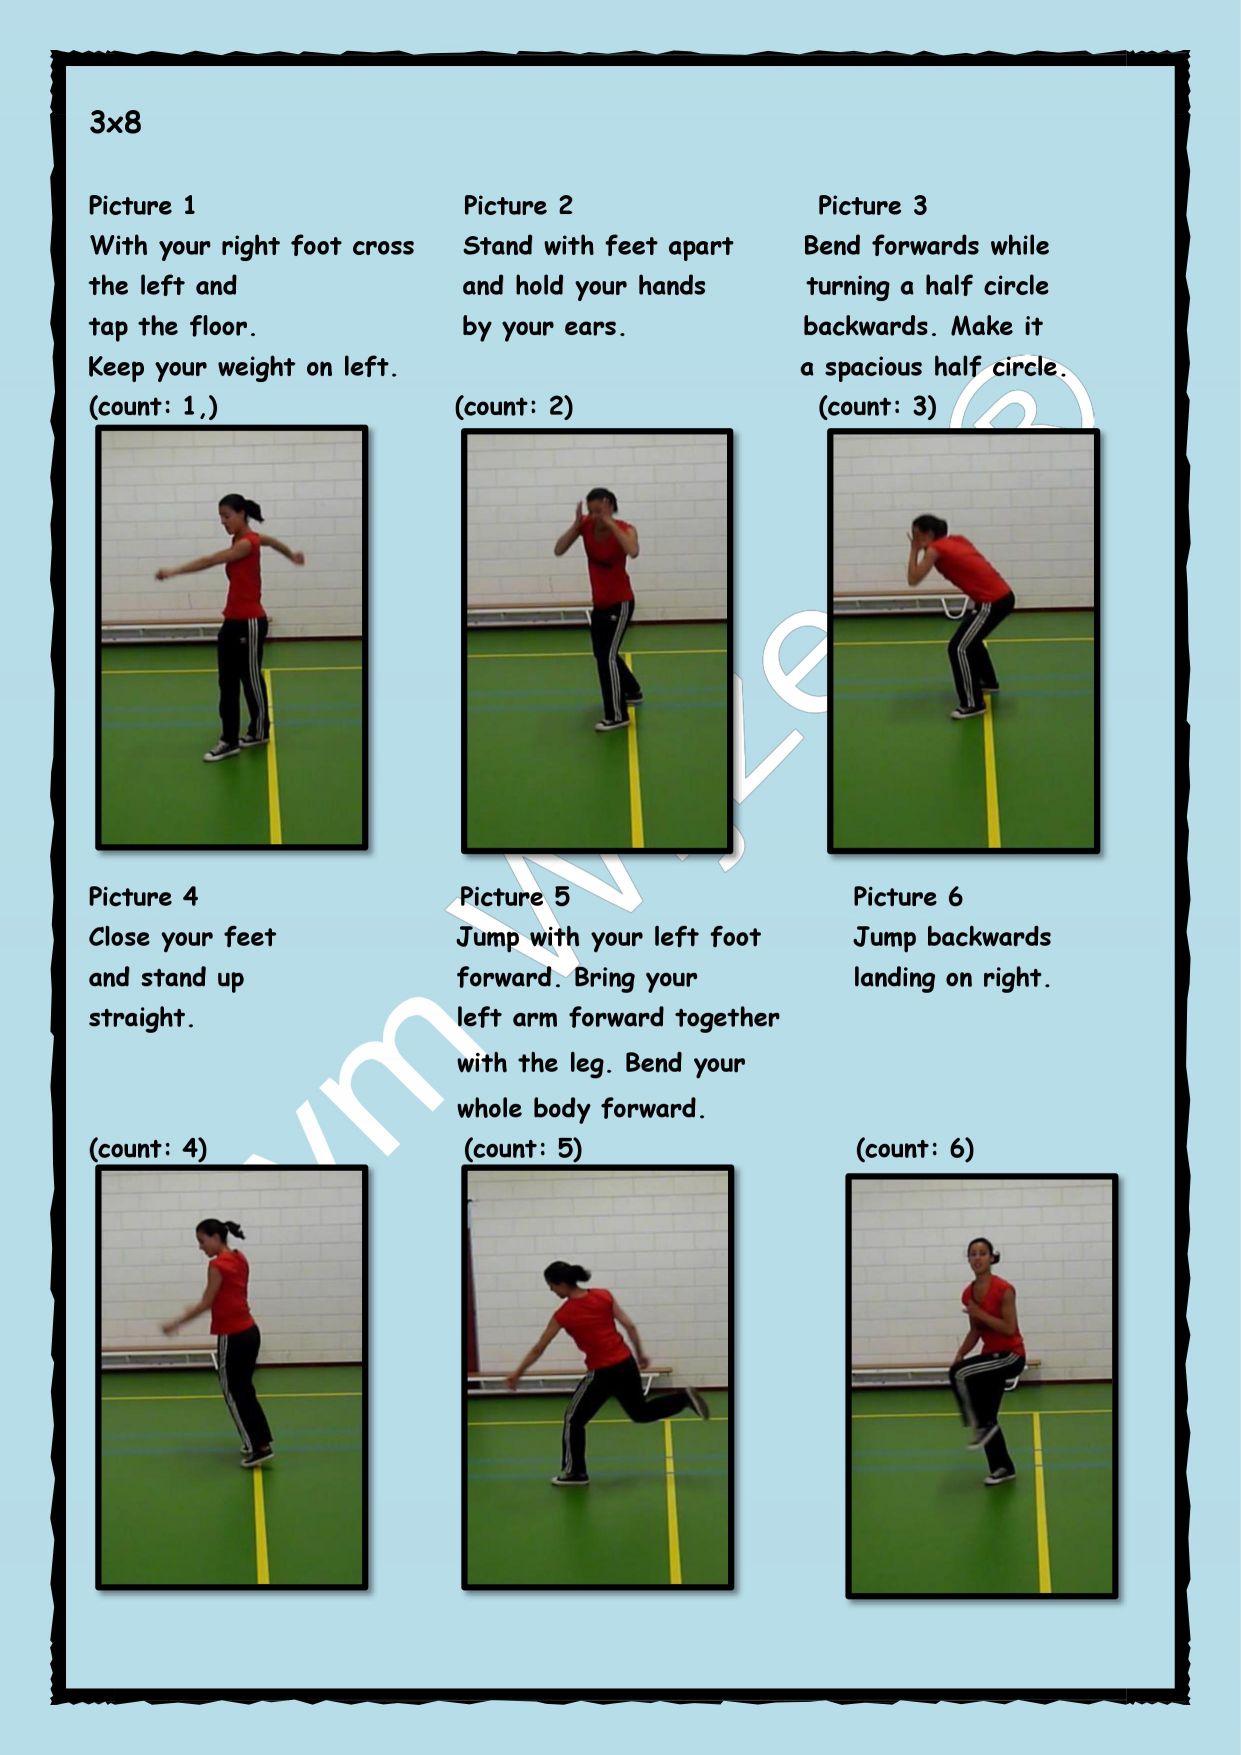 3x8
Picture 1
With your right foot cross
the left and
tap the floor.
Keep your weight on left.
(count: 1,)
Picture 2
Stand with feet apart
and hold your hands
by your ears.
(count: 2)
Picture 3
Bend forwards while
turning a half circle
backwards. Make it
a spacious half circle.
(count: 3)
Picture 4
Close your feet
and stand up
straight.
(count: 4)
Picture 5
Jump with your left foot
forward. Bring your
left arm forward together
with the leg. Bend your
whole body forward.
(count: 5)
Picture 6
Jump backwards
landing on right.
(count: 6)